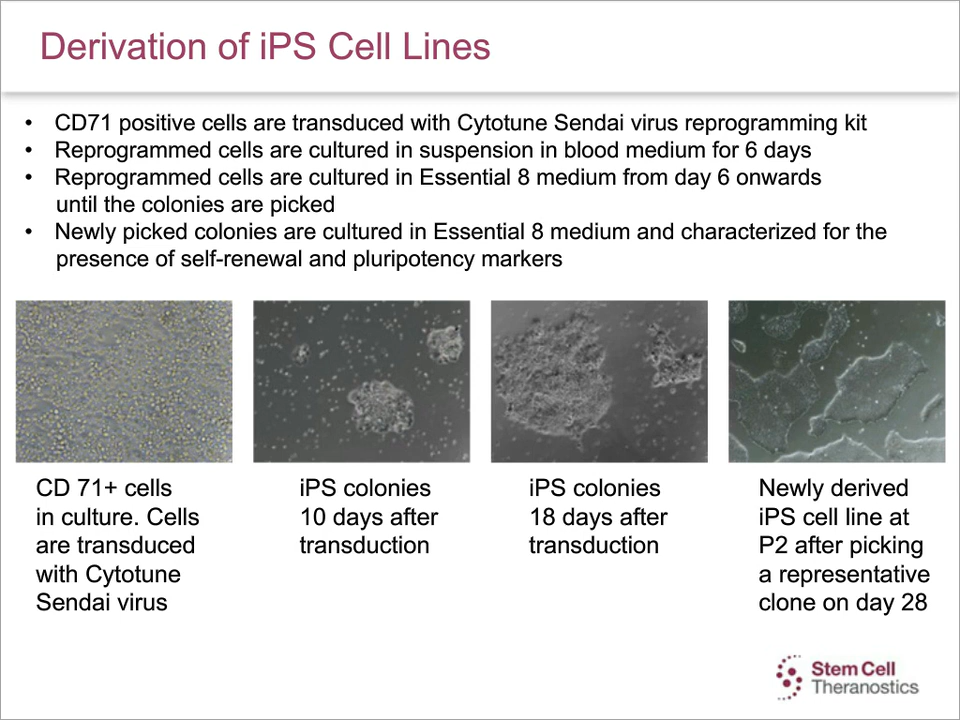 Derivation of iPS Cell Lines
• CD71 positive cells are transduced with Cytotune Sendai virus reprogramming kit
• Reprogrammed cells are cultured in suspension in blood medium for 6 days
• Reprogrammed cells are cultured in Essential 8 medium from day 6 onwards
until the colonies are picked
• Newly picked colonies are cultured in Essential 8 medium and characterized for the
presence of self-renewal and pluripotency markers
CD 71+ cells
in culture. Cells
are transduced
with Cytotune
Sendai virus
iPS colonies
10 days after
transduction
iPS colonies
18 days after
transduction
Newly derived
iPS cell line at
P2 after picking
a representative
clone on day 28
Stem Cell
Theranostics